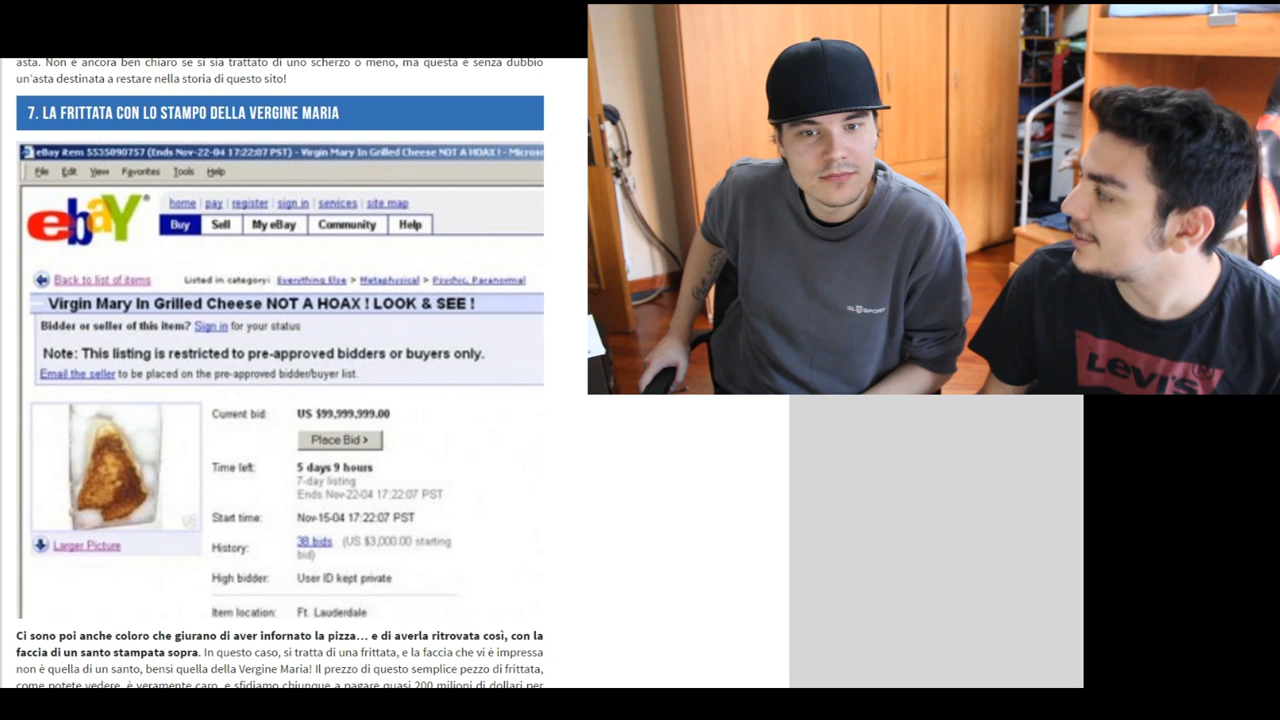 asta. Non è ancora ben chiaro se si sia trattato di uno scherzo o meno, ma questa è senza dubbio
un'asta destinata a restare nella storia di questo sito!
7. LA FRITTATA CON LO STAMPO DELLA VERGINE MARIA
eBay item 5535890757 (Ends Nov-22-04 17:22:07 PST) - Virgin Mary In Grilled Cheese NOT A HOAX ! - Microso
File Edit View Favorites Tools Help
ebay®
home | pay | register | sign in | services | site map
Buy Sell My eBay Community Help
Back to list of items Listed in category: Everything Else > Metaphysical > Psychic, Paranormal
Virgin Mary In Grilled Cheese NOT A HOAX ! LOOK & SEE !
Bidder or seller of this item? Sign in for your status
Note: This listing is restricted to pre-approved bidders or buyers only.
Email the seller to be placed on the pre-approved bidder/buyer list.
Current bid: US $99,999,999.00
Place Bid >
Time left: 5 days 9 hours
7-day listing
Ends Nov-22-04 17:22:07 PST
Start time: Nov-15-04 17:22:07 PST
Larger Picture
History: 38 bids (US $3,000.00 starting
bid)
High bidder: User ID kept private
Item location: Ft. Lauderdale
Ci sono poi anche coloro che giurano di aver infornato la pizza… e di averla ritrovata così, con la
faccia di un santo stampata sopra. In questo caso, si tratta di una frittata, e la faccia che vi è impressa
non è quella di un santo, bensì quella della Vergine Maria! Il prezzo di questo semplice pezzo di frittata,
come potete vedere, è veramente caro, e sfidiamo chiunque a pagare quasi 200 milioni di dollari per
SPORT
Levi's®